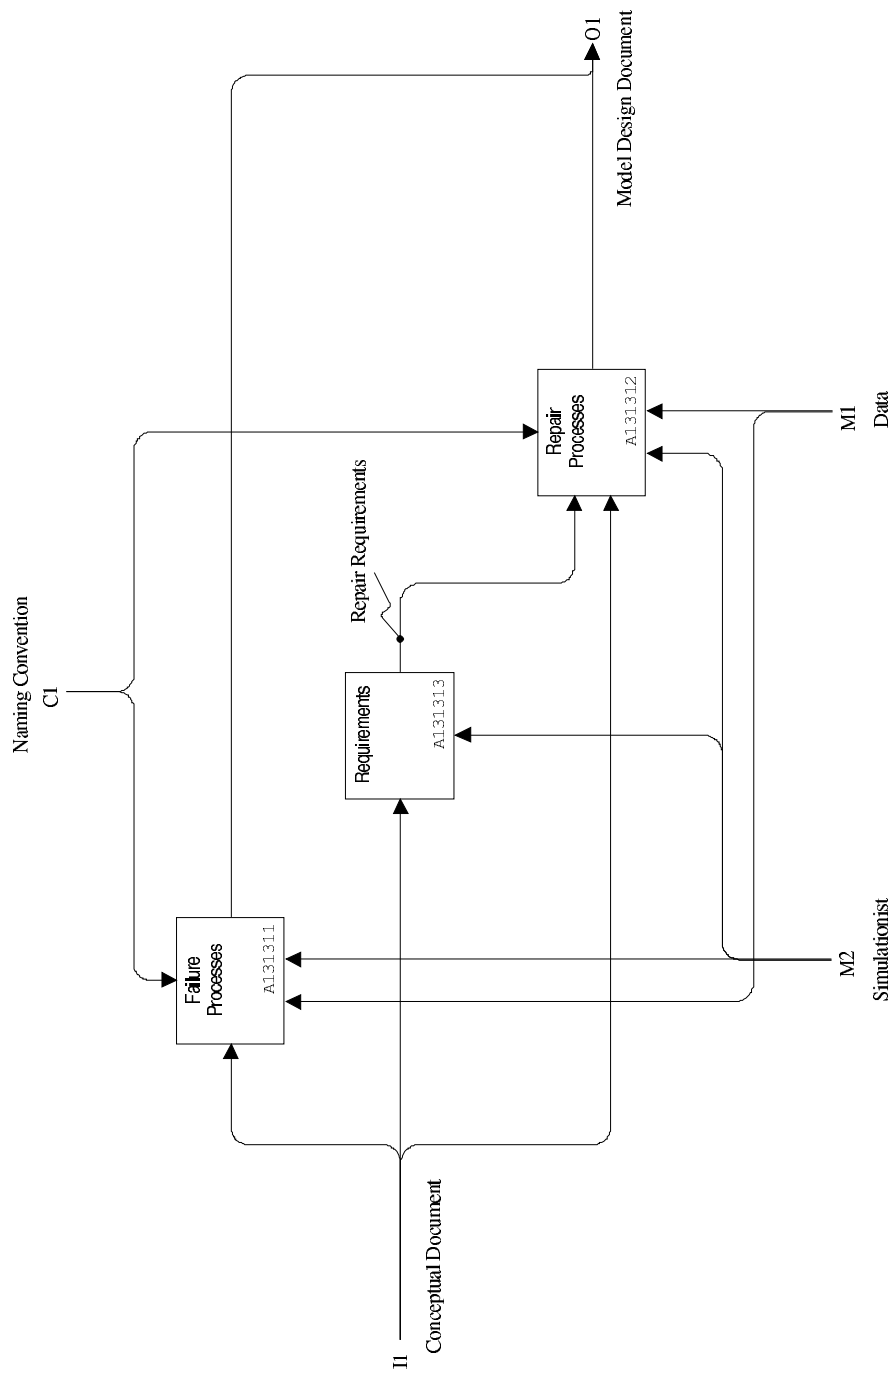 Naming Convention
C1
Failure
Processes
A131311
Requirements
A131313
Repair Requirements
Repair
Processes
A131312
I1
Conceptual Document
O1
Model Design Document
M2
Simulationist
M1
Data